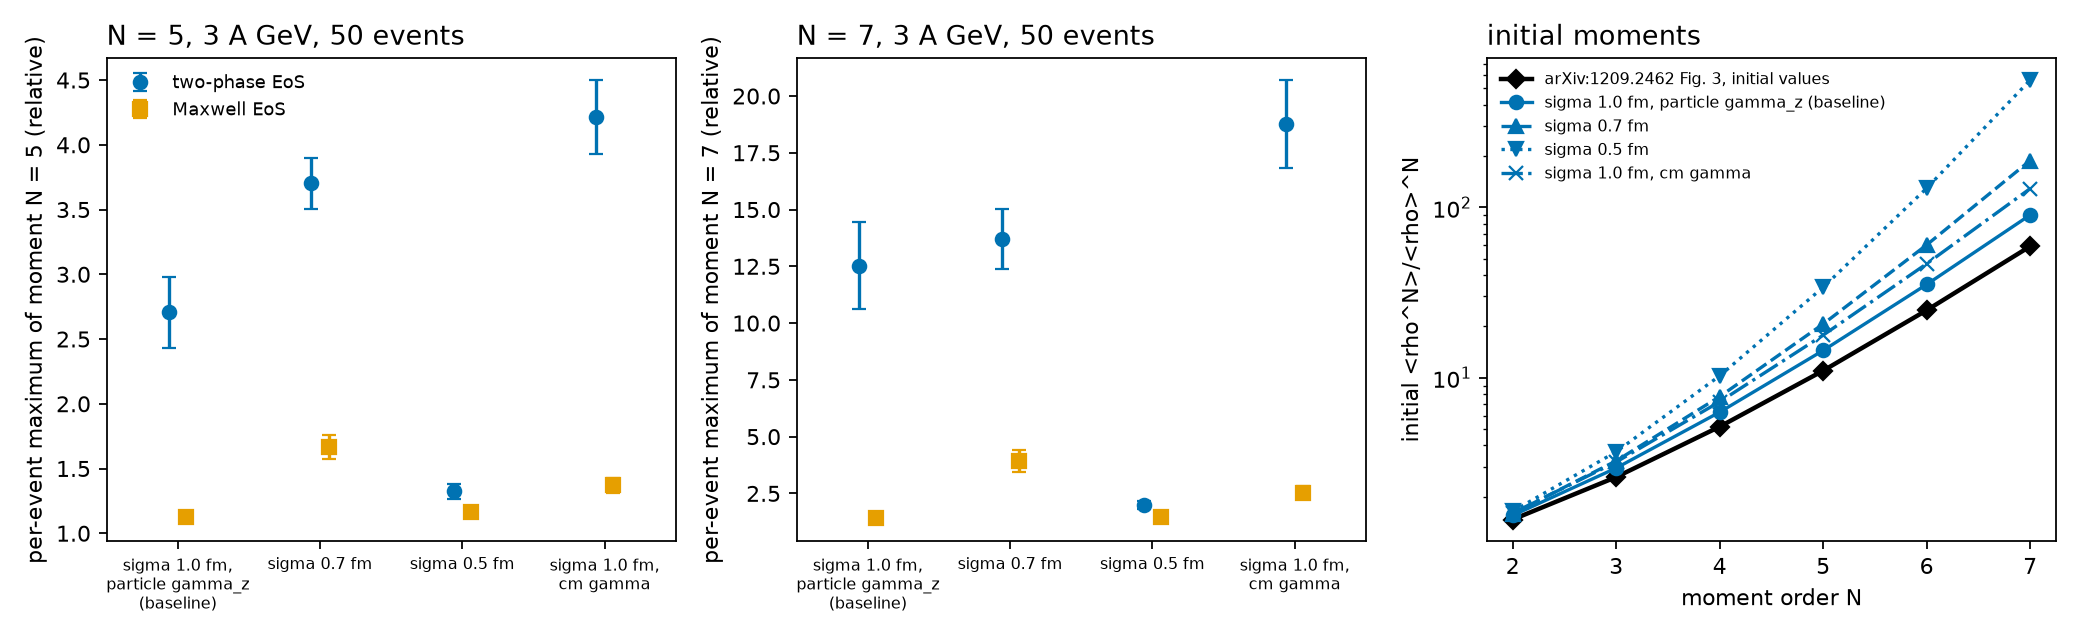 N = 5, 3 A GeV, 50 events
per-event maximum of moment N = 5 (relative)
4.5
4.0
3.5
3.0
2.5
2.0
1.5
1.0
two-phase EoS
Maxwell EoS
sigma 1.0 fm,
particle gamma_z
(baseline)
sigma 0.7 fm
sigma 0.5 fm
sigma 1.0 fm,
cm gamma
N = 7, 3 A GeV, 50 events
per-event maximum of moment N = 7 (relative)
20.0
17.5
15.0
12.5
10.0
7.5
5.0
2.5
sigma 1.0 fm,
particle gamma_z
(baseline)
sigma 0.7 fm
sigma 0.5 fm
sigma 1.0 fm,
cm gamma
initial moments
initial <rho^N>/<rho>^N
10²
10¹
arXiv:1209.2462 Fig. 3, initial values
sigma 1.0 fm, particle gamma_z (baseline)
sigma 0.7 fm
sigma 0.5 fm
sigma 1.0 fm, cm gamma
2 3 4 5 6 7
moment order N